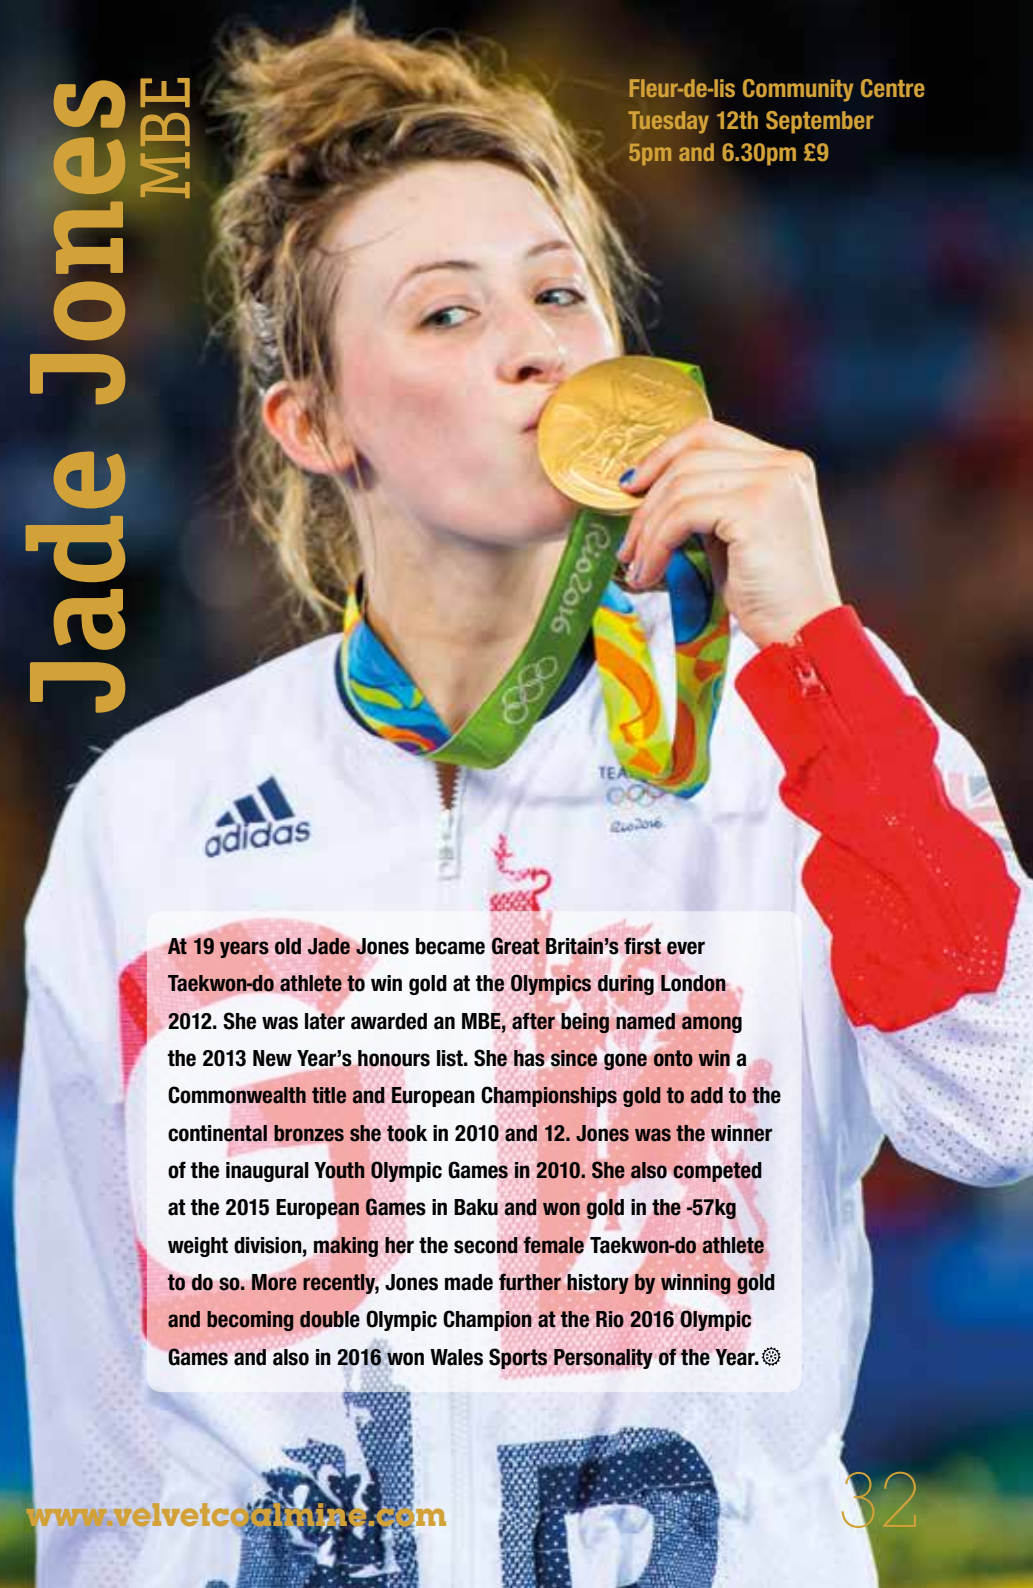 Jade Jones
MBE
Fleur-de-lis Community Centre
Tuesday 12th September
5pm and 6.30pm £9
Rio2016
adidas
TEA
Rio2016
At 19 years old Jade Jones became Great Britain's first ever
Taekwon-do athlete to win gold at the Olympics during London
2012. She was later awarded an MBE, after being named among
the 2013 New Year's honours list. She has since gone onto win a
Commonwealth title and European Championships gold to add to the
continental bronzes she took in 2010 and 12. Jones was the winner
of the inaugural Youth Olympic Games in 2010. She also competed
at the 2015 European Games in Baku and won gold in the -57kg
weight division, making her the second female Taekwon-do athlete
to do so. More recently, Jones made further history by winning gold
and becoming double Olympic Champion at the Rio 2016 Olympic
Games and also in 2016 won Wales Sports Personality of the Year.
www.velvetcoalmine.com
32